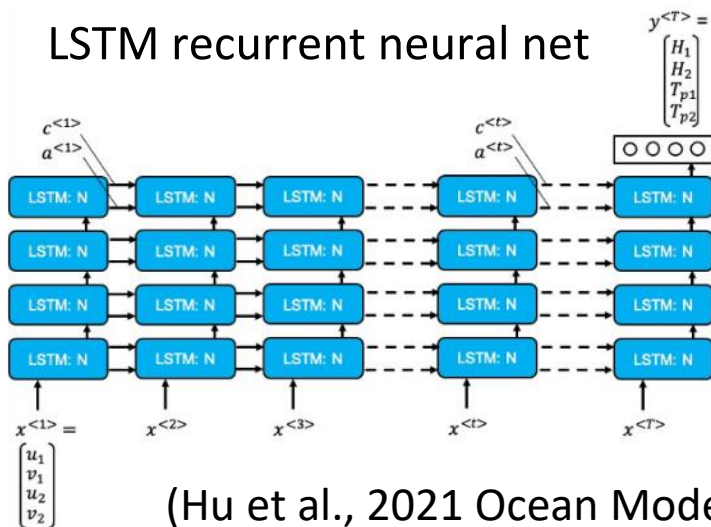 LSTM recurrent neural net
y<T> =
H1
H2
Tp1
Tp2
c<1>
a<1>
c<t>
a<t>
LSTM: N LSTM: N LSTM: N LSTM: N LSTM: N
LSTM: N LSTM: N LSTM: N LSTM: N LSTM: N
LSTM: N LSTM: N LSTM: N LSTM: N LSTM: N
LSTM: N LSTM: N LSTM: N LSTM: N LSTM: N
x<1> = x<2> x<3> x<t> x<T>
u1
v1
u2
v2
(Hu et al., 2021 Ocean Mode